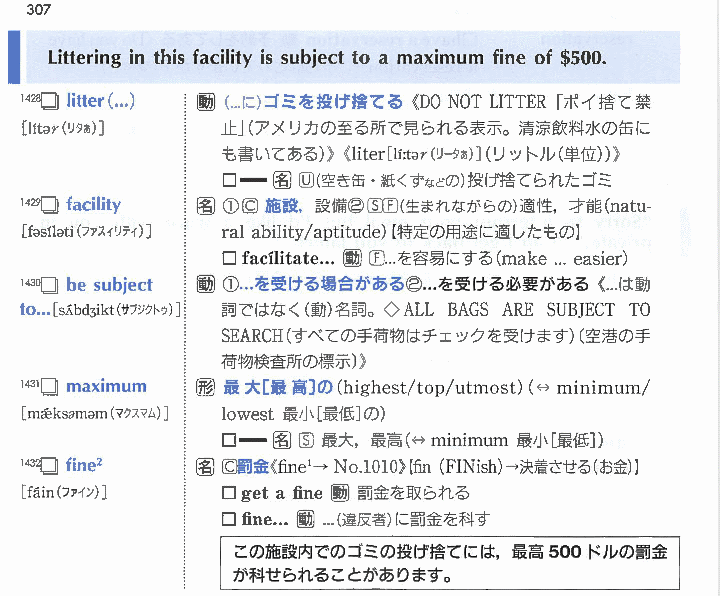 307
Littering in this facility is subject to a maximum fine of $500.
1428 litter (...) 動 (...に)ゴミを投げ捨てる《DO NOT LITTER「ポイ捨て禁
[lítər(リタぁ)] 止」(アメリカの至る所で見られる表示。清涼飲料水の缶に
も書いてある)》《liter[líːtər(リータぁ)](リットル(単位))》
□━ 名 U(空き缶・紙くずなどの)投げ捨てられたゴミ
1429 facility 名 ①C 施設，設備②SF(生まれながらの)適性，才能(natu-
[fəsíləti(ファスィリティ)] ral ability/aptitude)【特定の用途に適したもの】
□ facilitate... 動 F...を容易にする(make ... easier)
1430 be subject 動 ①...を受ける場合がある②...を受ける必要がある《...は動
to...[sʌ́bdʒikt(サブジクトゥ)] 詞ではなく(動)名詞。◇ALL BAGS ARE SUBJECT TO
SEARCH(すべての手荷物はチェックを受けます)(空港の手
荷物検査所の標示)》
1431 maximum 形 最大[最高]の(highest/top/utmost)(↔ minimum/
[mǽksəməm(マクスマム)] lowest 最小[最低]の)
□━ 名 S 最大，最高(↔ minimum 最小[最低])
1432 fine² 名 C罰金《fine¹→ No.1010》【fin (FINish)→決着させる(お金)】
[fáin(ファイン)] □ get a fine 動 罰金を取られる
□ fine... 動 ...(違反者)に罰金を科す
この施設内でのゴミの投げ捨てには，最高 500 ドルの罰金
が科せられることがあります。